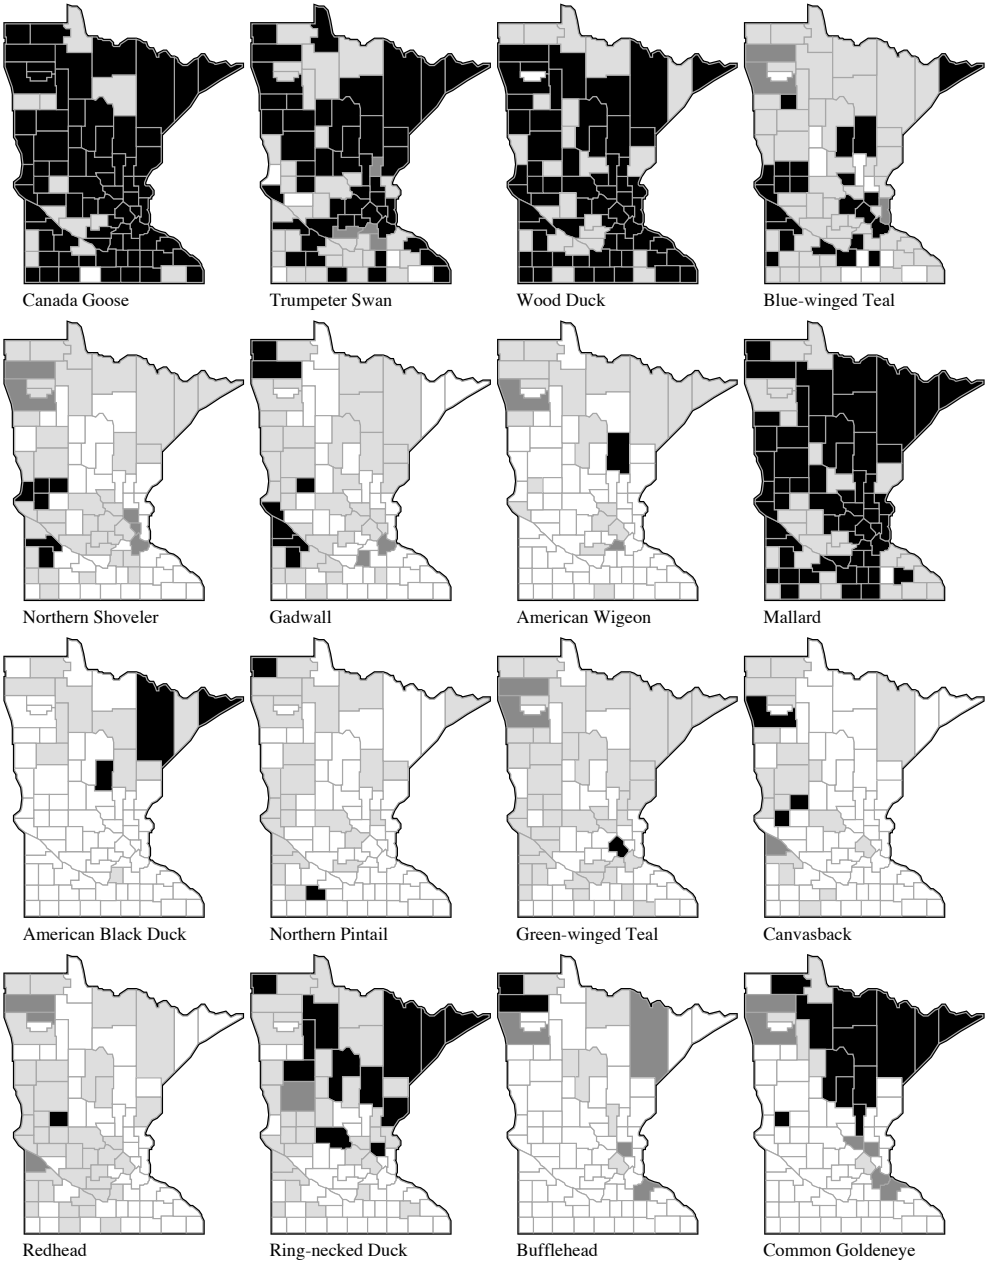 Canada Goose
Trumpeter Swan
Wood Duck
Blue-winged Teal
Northern Shoveler
Gadwall
American Wigeon
Mallard
American Black Duck
Northern Pintail
Green-winged Teal
Canvasback
Redhead
Ring-necked Duck
Bufflehead
Common Goldeneye